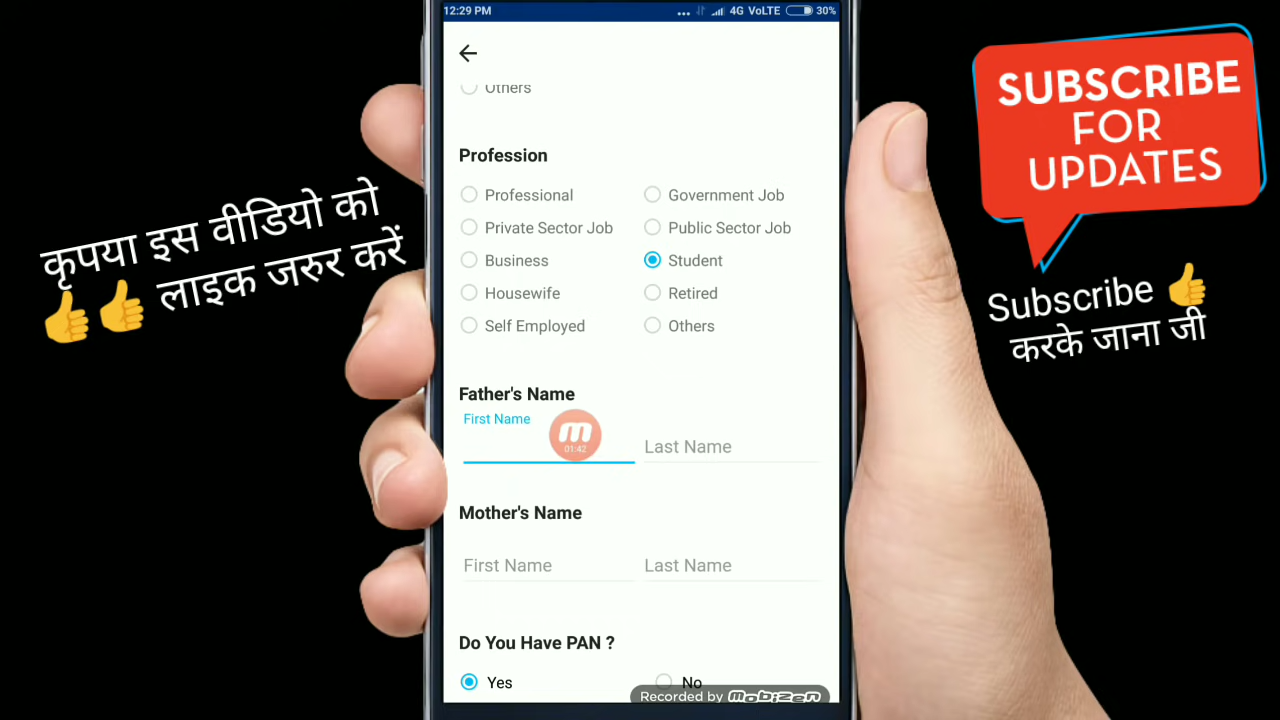 12:29 PM
4G VoLTE 30%
Others
Profession
Professional
Government Job
Private Sector Job
Public Sector Job
Business
Student
Housewife
Retired
Self Employed
Others
Father's Name
First Name
Last Name
01:42
Mother's Name
First Name
Last Name
Do You Have PAN ?
Yes
No
Recorded by mobizen
कृपया इस वीडियो को
लाइक जरुर करें
SUBSCRIBE
FOR
UPDATES
Subscribe
करके जाना जी